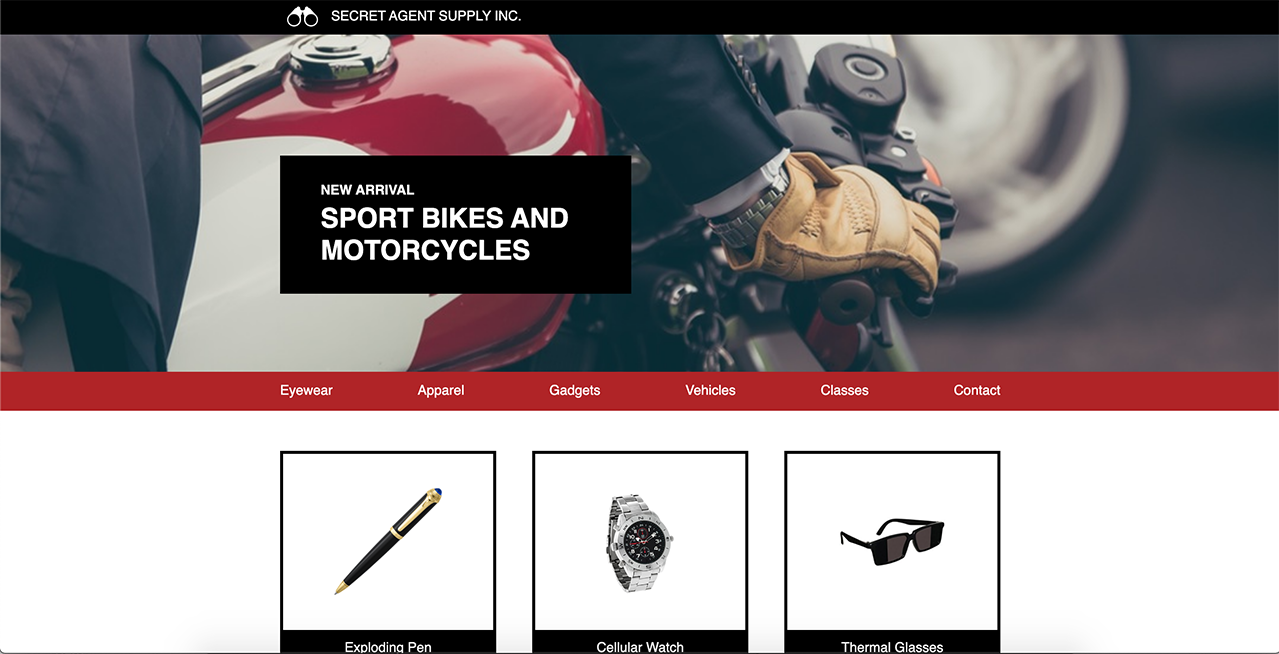 SECRET AGENT SUPPLY INC.
NEW ARRIVAL
SPORT BIKES AND
MOTORCYCLES
Eyewear Apparel Gadgets Vehicles Classes Contact
Exploding Pen Cellular Watch Thermal Glasses